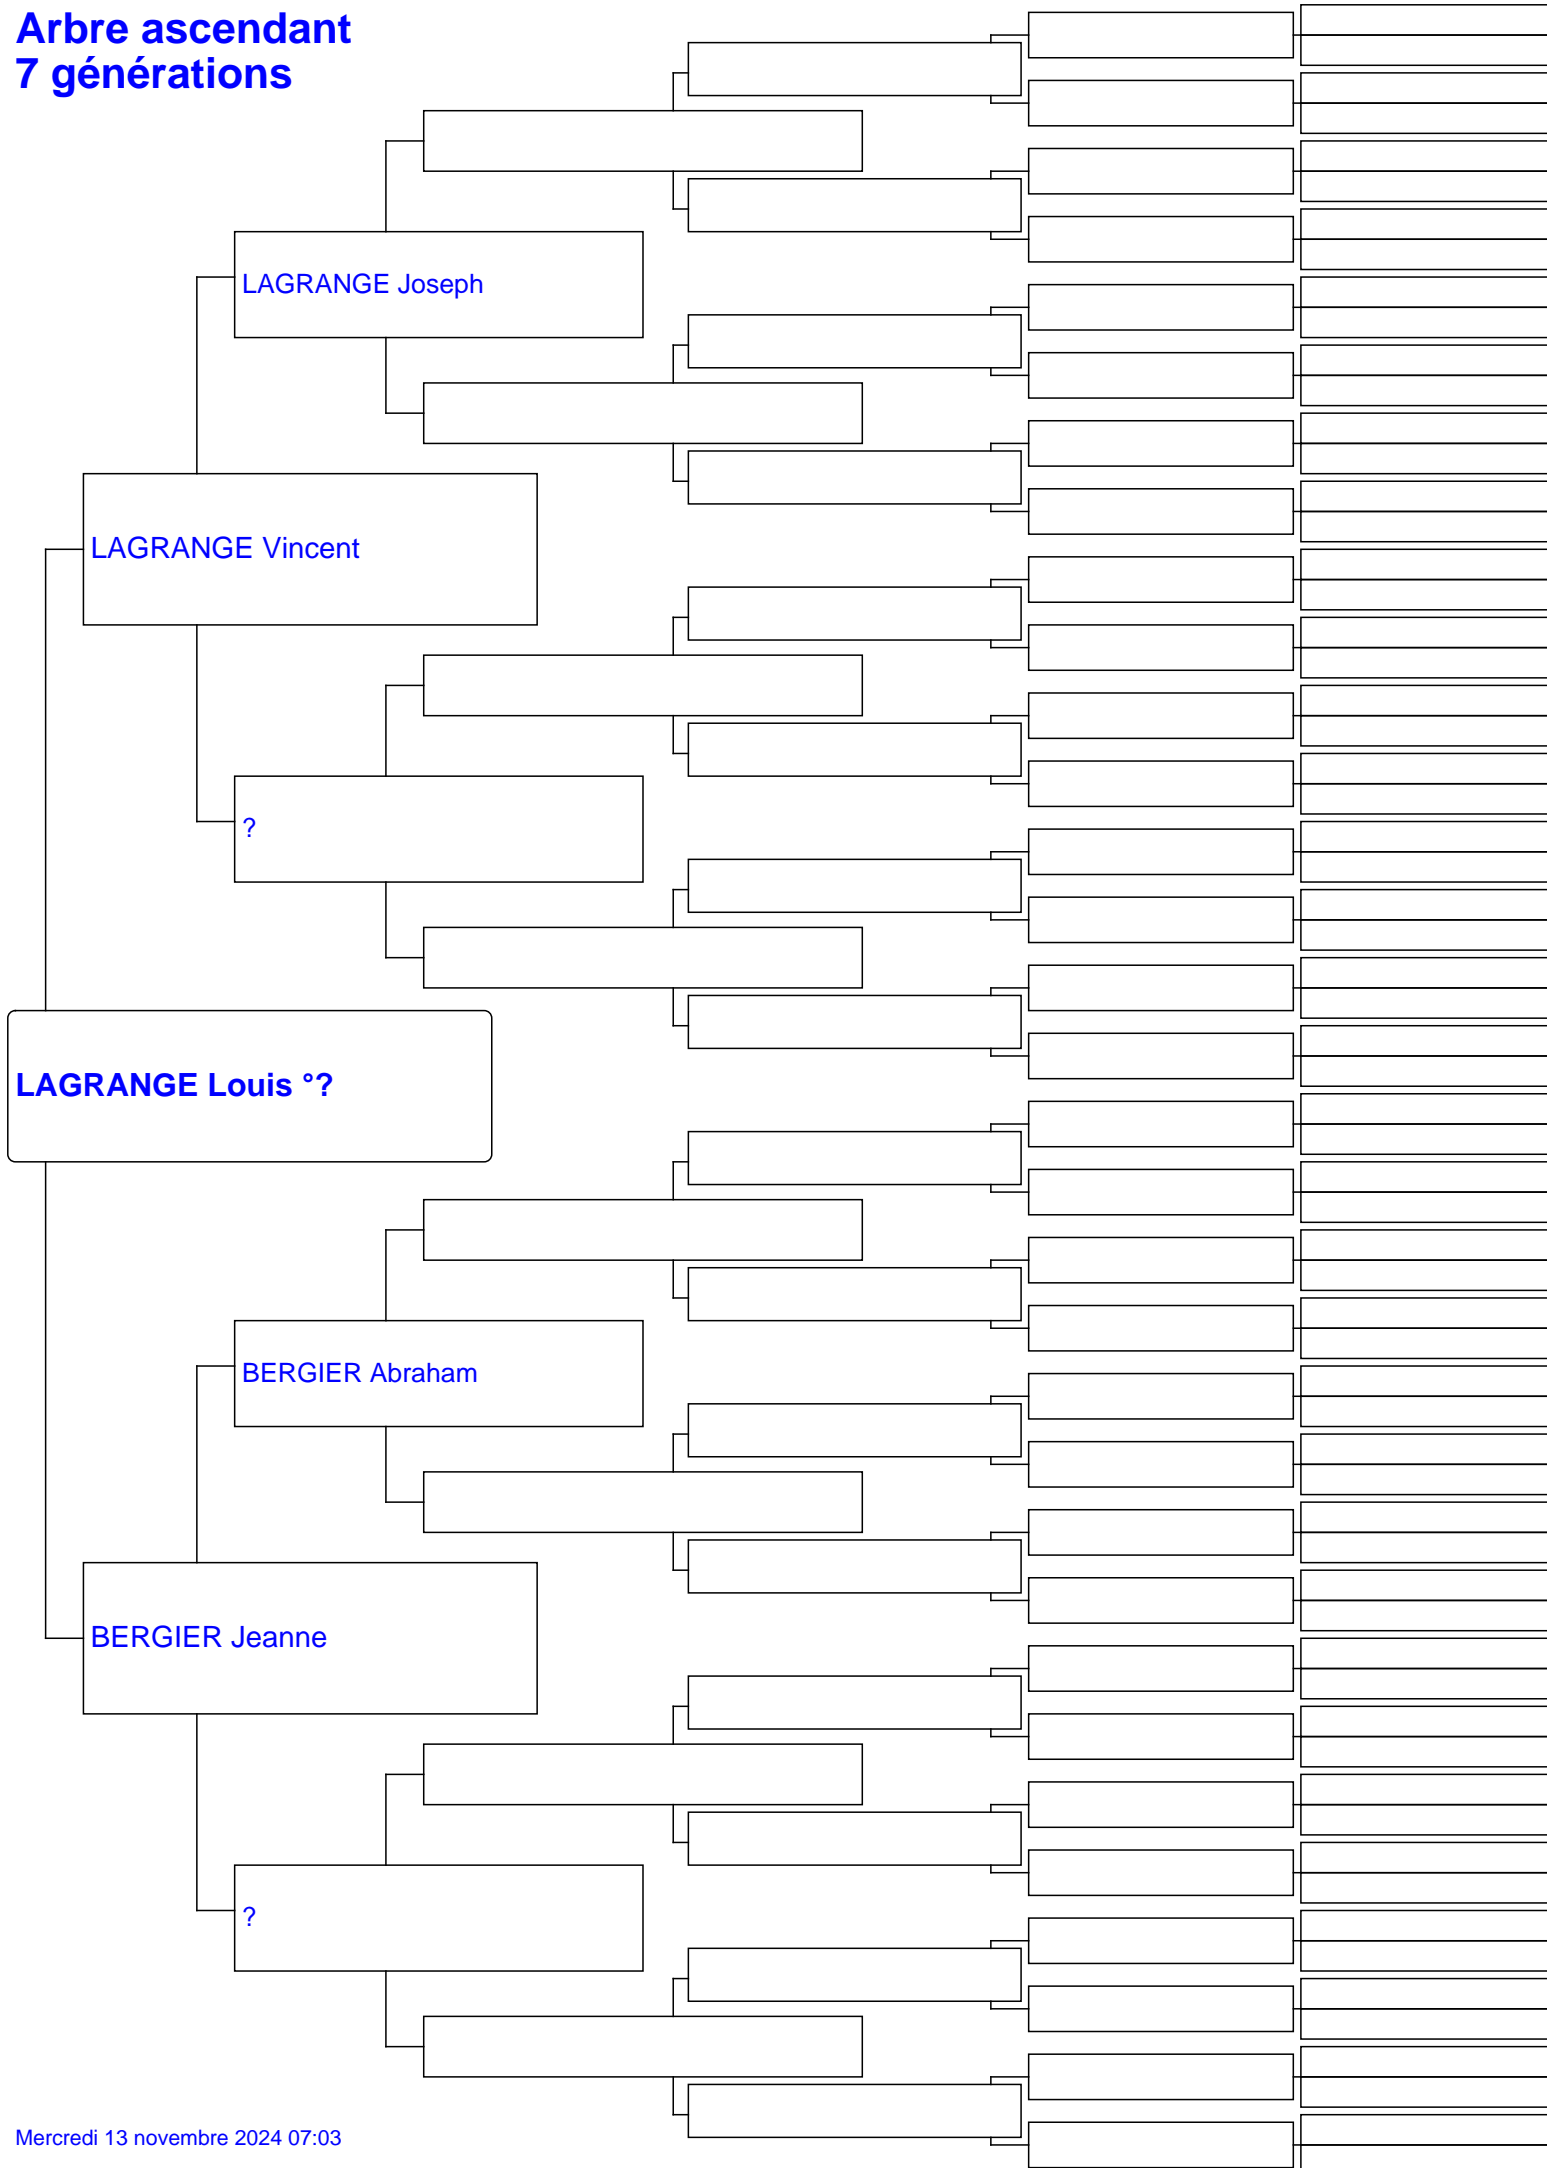 Arbre ascendant
7 générations
LAGRANGE Joseph
LAGRANGE Vincent
?
LAGRANGE Louis °?
BERGIER Abraham
BERGIER Jeanne
?
Mercredi 13 novembre 2024 07:03